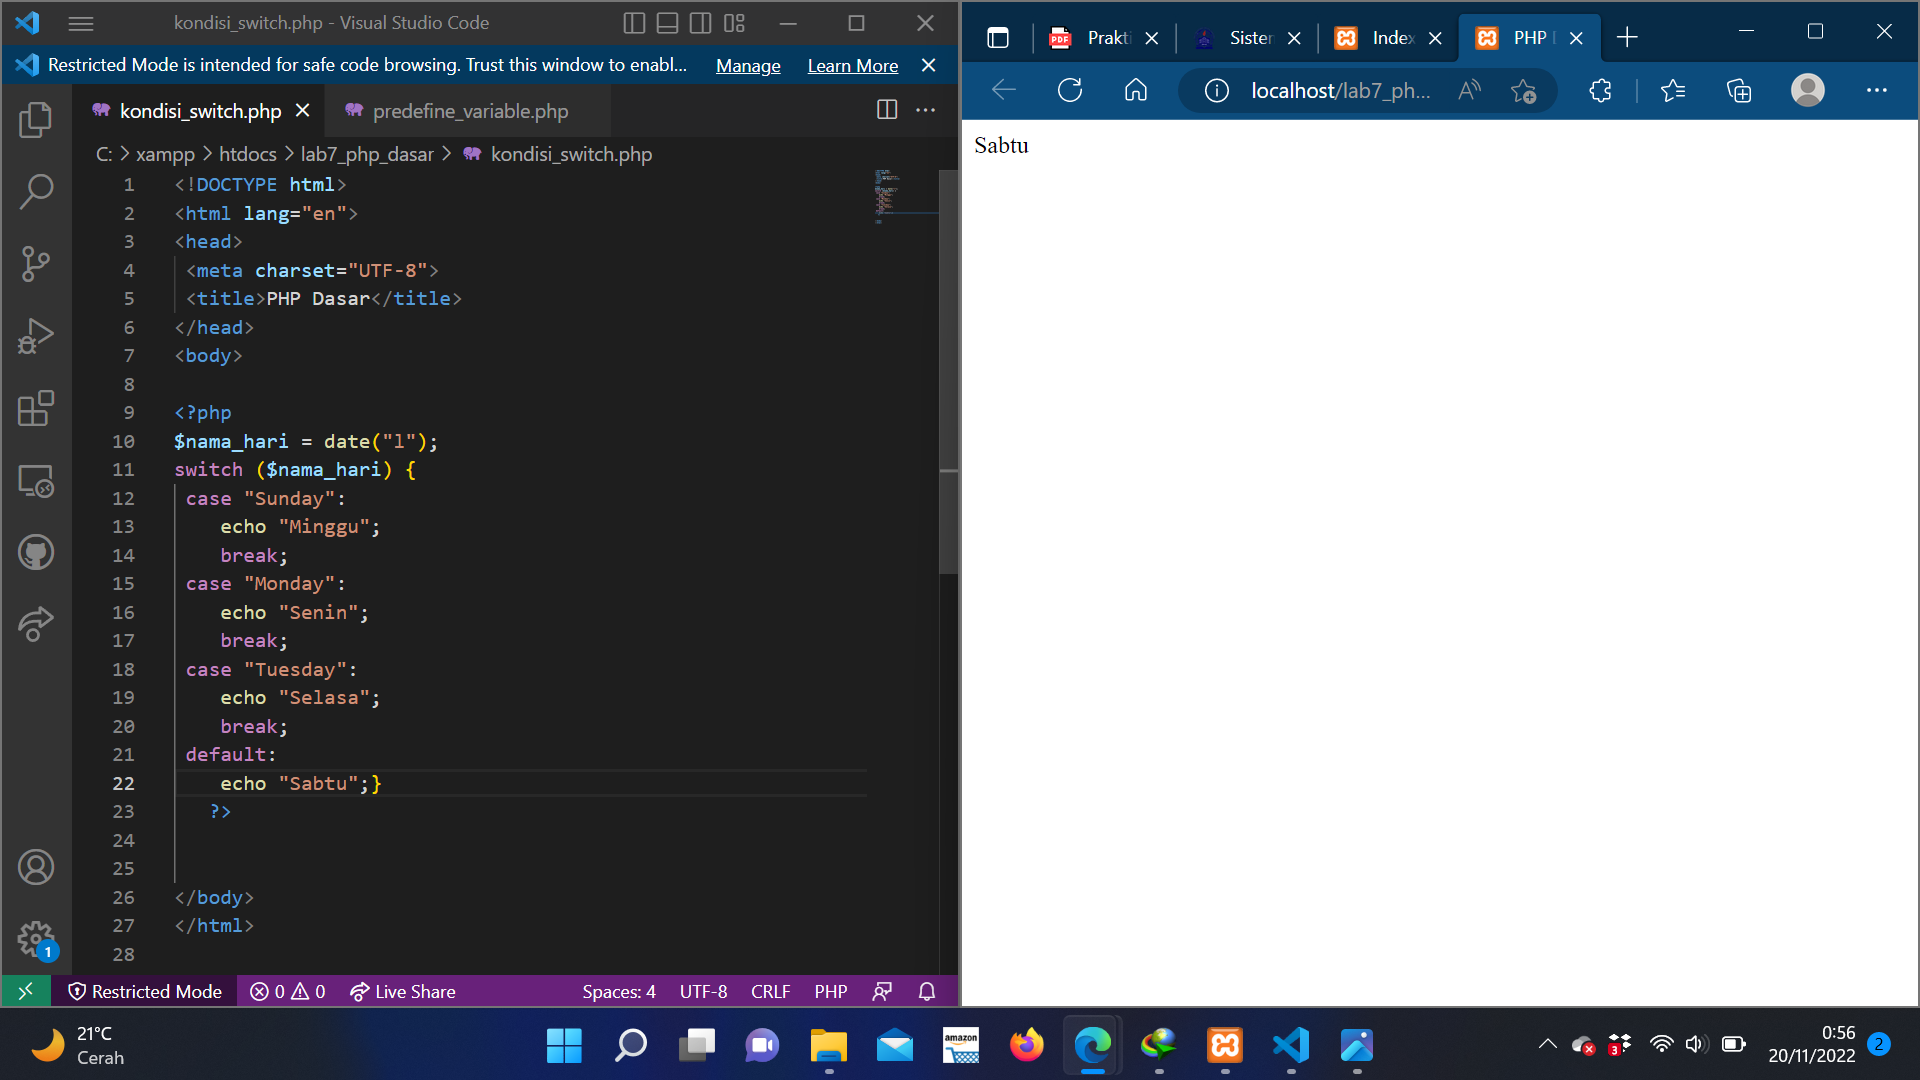 kondisi_switch.php - Visual Studio Code
Restricted Mode is intended for safe code browsing. Trust this window to enabl... Manage Learn More
kondisi_switch.php predefine_variable.php
C: > xampp > htdocs > lab7_php_dasar > kondisi_switch.php
1 <!DOCTYPE html>
2 <html lang="en">
3 <head>
4 <meta charset="UTF-8">
5 <title>PHP Dasar</title>
6 </head>
7 <body>
8
9 <?php
10 $nama_hari = date("l");
11 switch ($nama_hari) {
12 case "Sunday":
13 echo "Minggu";
14 break;
15 case "Monday":
16 echo "Senin";
17 break;
18 case "Tuesday":
19 echo "Selasa";
20 break;
21 default:
22 echo "Sabtu";}
23 ?>
24
25
26 </body>
27 </html>
28
1
Restricted Mode 0 0 Live Share Spaces: 4 UTF-8 CRLF PHP
PDF Prakti Sister Index PHP
localhost/lab7_ph...
Sabtu
21°C
Cerah
amazon
3
0:56
20/11/2022
2